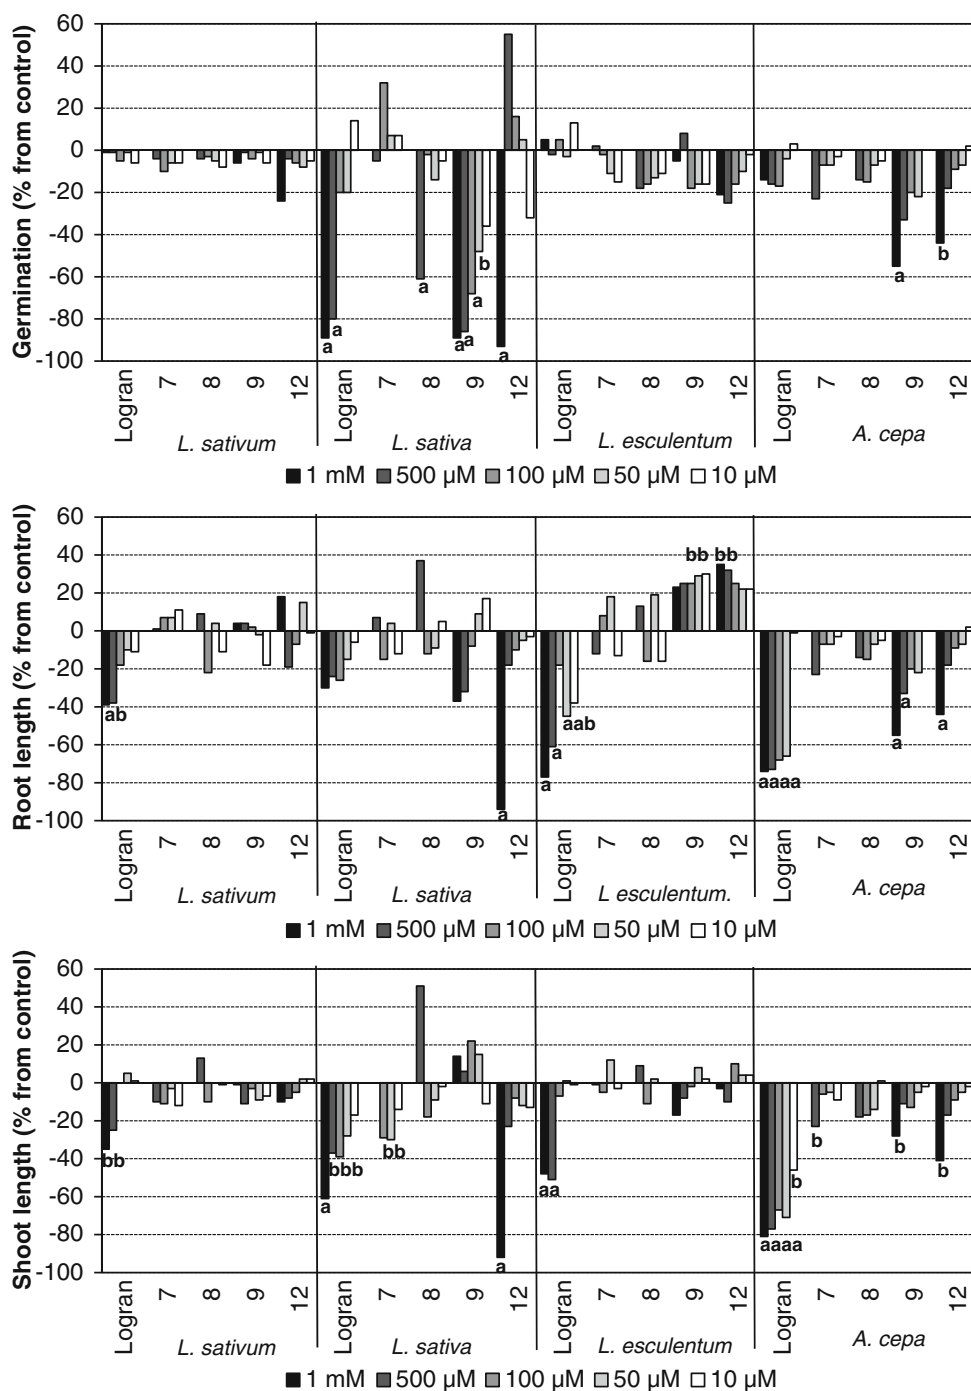 Germination (% from control)
60
40
20
0
-20
-40
-60
-80
-100
a
a
a
a
a
a
b
a
a
b
Logran 7 8 9 12 Logran 7 8 9 12 Logran 7 8 9 12 Logran 7 8 9 12
L. sativum L. sativa L. esculentum A. cepa
1 mM 500 µM 100 µM 50 µM 10 µM
Root length (% from control)
60
40
20
0
-20
-40
-60
-80
-100
ab
a
a
a
aab
bb
bb
aaaa
a
a
a
Logran 7 8 9 12 Logran 7 8 9 12 Logran 7 8 9 12 Logran 7 8 9 12
L. sativum L. sativa L esculentum. A. cepa
1 mM 500 µM 100 µM 50 µM 10 µM
Shoot length (% from control)
60
40
20
0
-20
-40
-60
-80
-100
bb
a
bbb
bb
a
aa
aaaa
b
b
b
b
Logran 7 8 9 12 Logran 7 8 9 12 Logran 7 8 9 12 Logran 7 8 9 12
L. sativum L. sativa L. esculentum A. cepa
1 mM 500 µM 100 µM 50 µM 10 µM